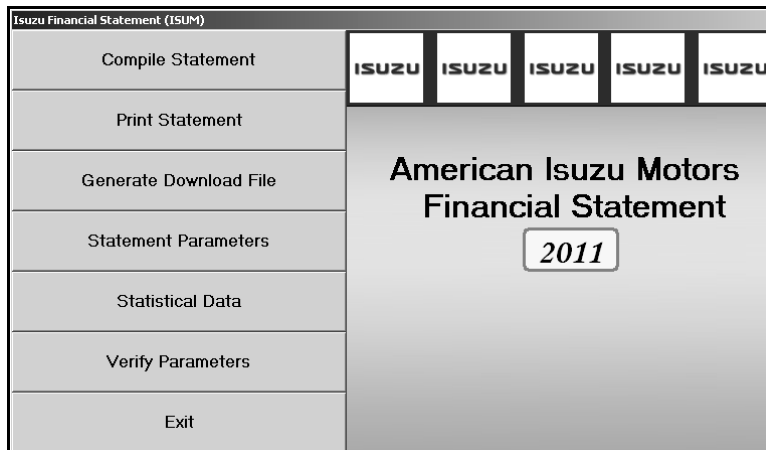 Isuzu Financial Statement (ISUM)
Compile Statement
Print Statement
Generate Download File
Statement Parameters
Statistical Data
Verify Parameters
Exit
ISUZU ISUZU ISUZU ISUZU ISUZU
American Isuzu Motors
Financial Statement
2011